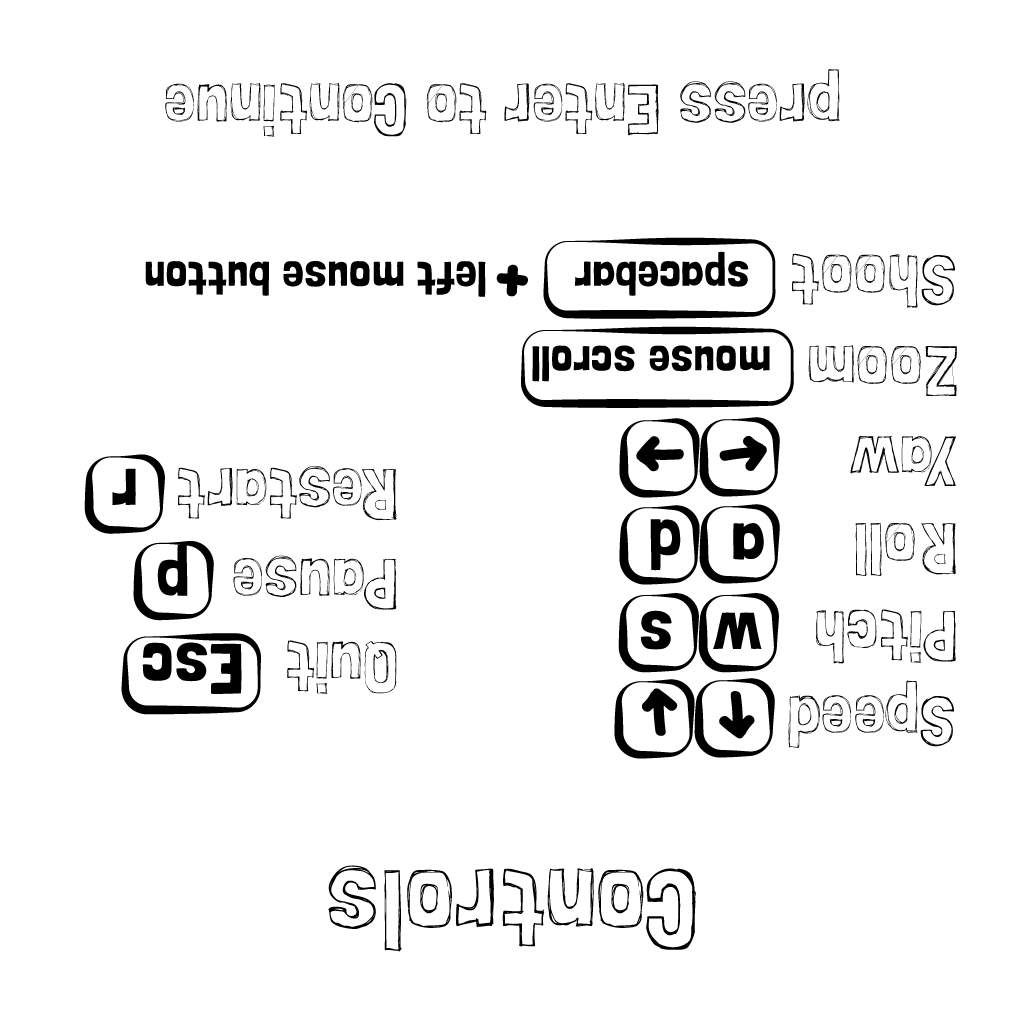 Controls
Speed ↑ ↓
Pitch w s
Roll a d
Yaw ← →
Zoom mouse scroll
Shoot spacebar + left mouse button
Quit Esc
Pause p
Restart r
press Enter to Continue